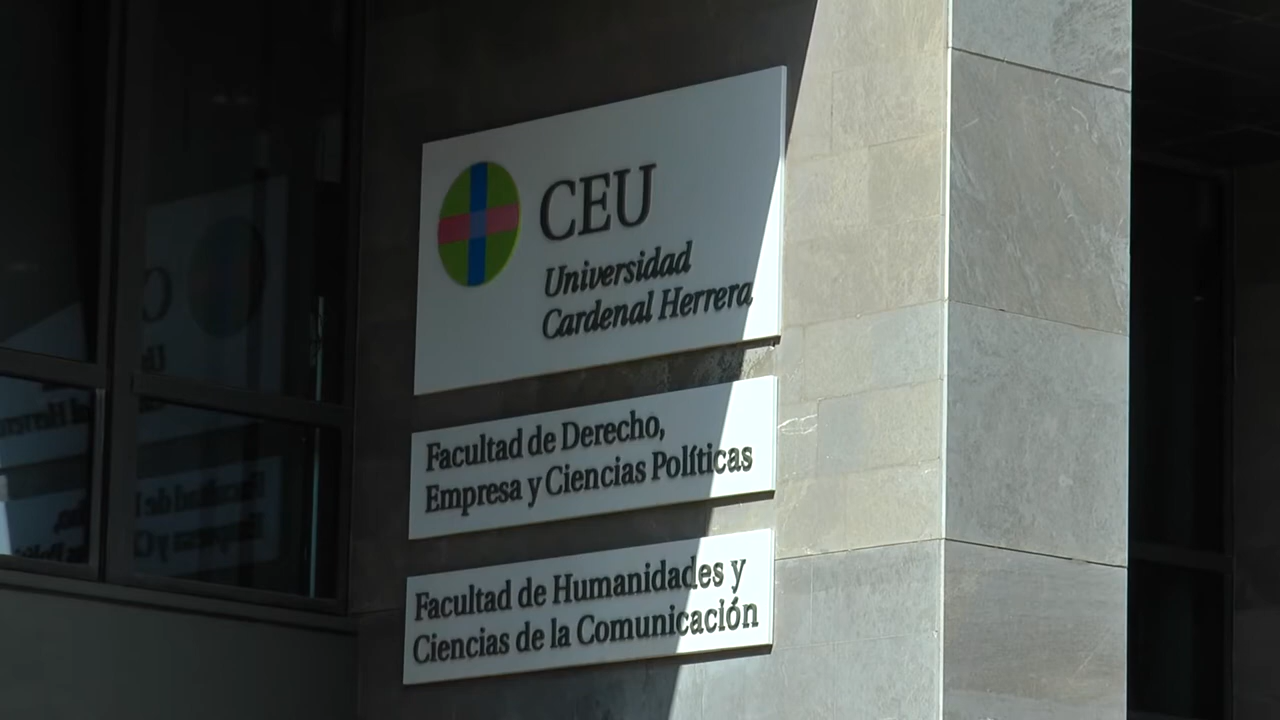 CEU
Universidad
Cardenal Herrera
Facultad de Derecho,
Empresa y Ciencias Políticas
Facultad de Humanidades y
Ciencias de la Comunicación